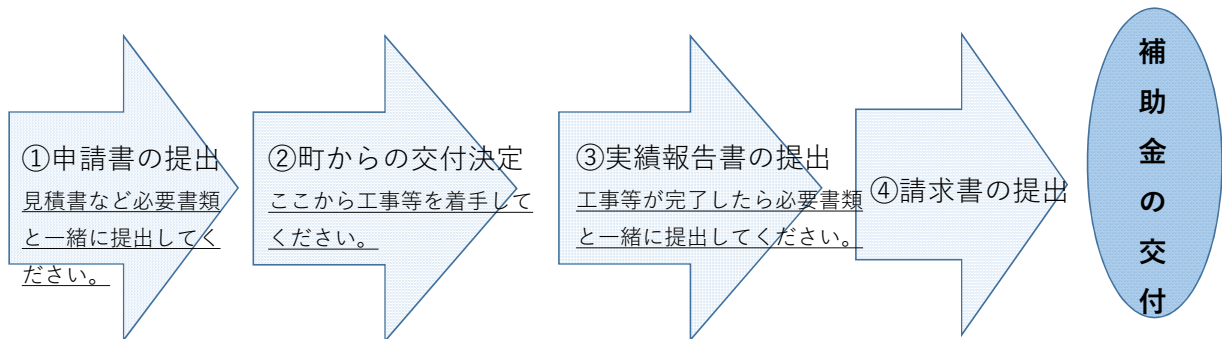 ①申請書の提出
見積書など必要書類
と一緒に提出してく
ださい。
②町からの交付決定
ここから工事等を着手して
ください。
③実績報告書の提出
工事等が完了したら必要書類
と一緒に提出してください。
④請求書の提出
補助金の交付